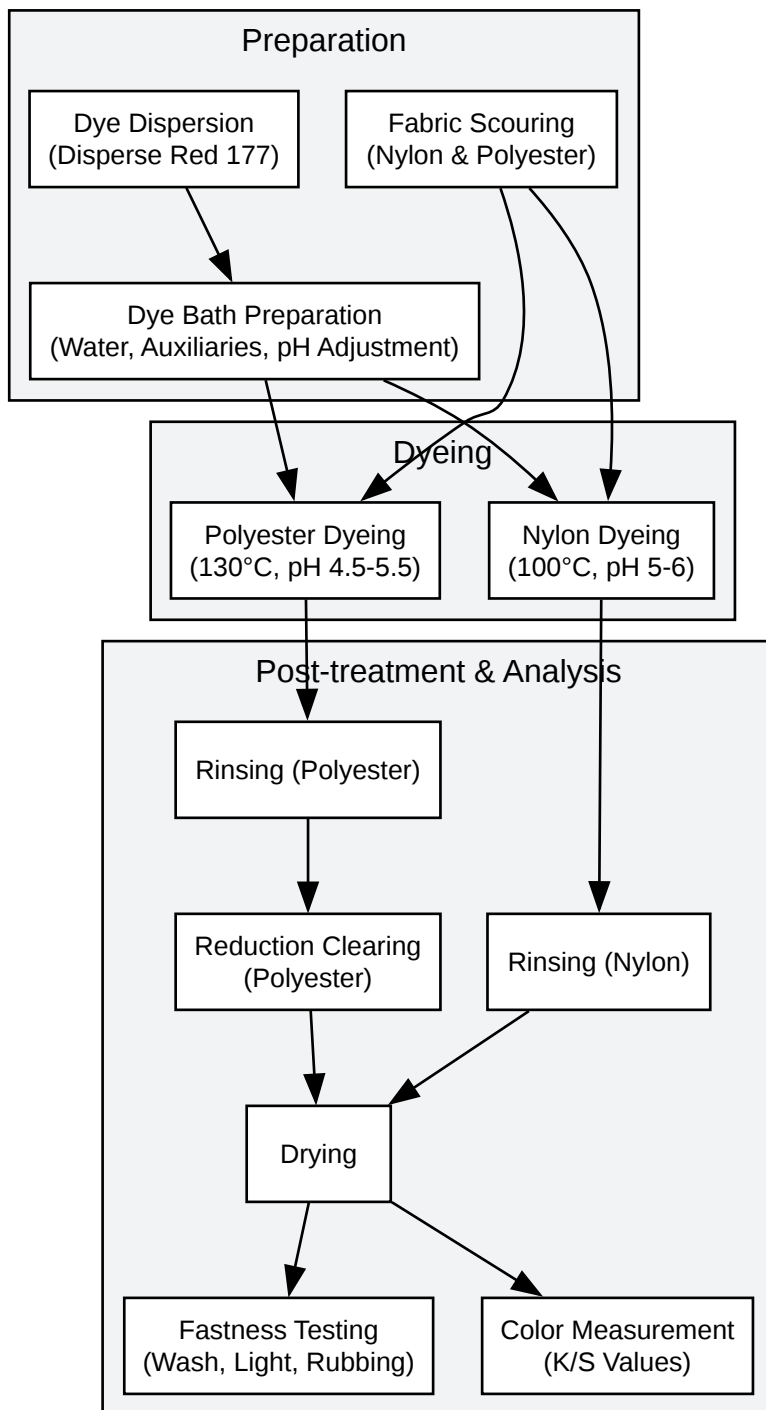 Preparation
Dye Dispersion
(Disperse Red 177)
Fabric Scouring
(Nylon & Polyester)
Dye Bath Preparation
(Water, Auxiliaries, pH Adjustment)
Dyeing
Polyester Dyeing
(130°C, pH 4.5-5.5)
Nylon Dyeing
(100°C, pH 5-6)
Post-treatment & Analysis
Rinsing (Polyester)
Reduction Clearing
(Polyester)
Rinsing (Nylon)
Drying
Fastness Testing
(Wash, Light, Rubbing)
Color Measurement
(K/S Values)